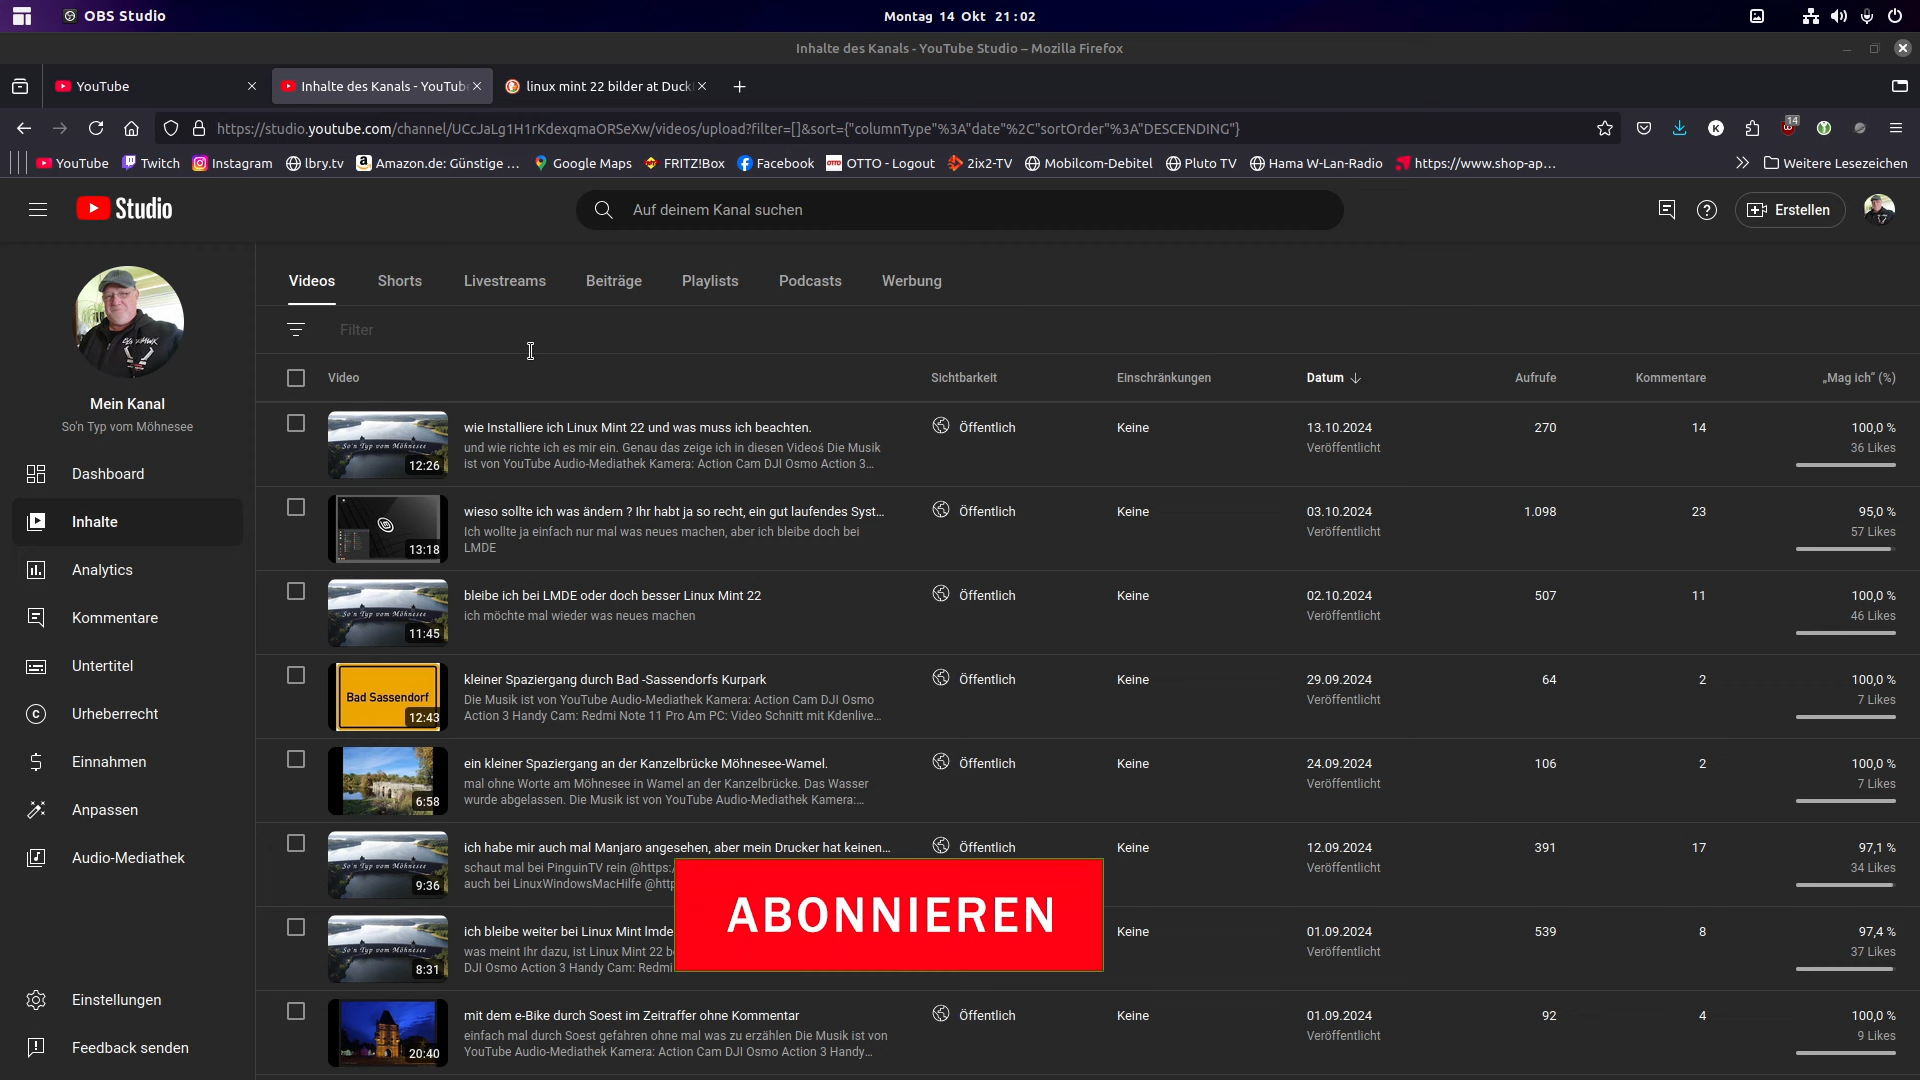 OBS Studio
Montag 14 Okt 21:02
Inhalte des Kanals - YouTube Studio – Mozilla Firefox
YouTube
Inhalte des Kanals - YouTub
linux mint 22 bilder at Duck
https://studio.youtube.com/channel/UCcJaLg1H1rKdexqmaORSeXw/videos/upload?filter=[]&sort={"columnType"%3A"date"%2C"sortOrder"%3A"DESCENDING"}
14
YouTube
Twitch
Instagram
lbry.tv
Amazon.de: Günstige ...
Google Maps
FRITZ!Box
Facebook
OTTO - Logout
2ix2-TV
Mobilcom-Debitel
Pluto TV
Hama W-Lan-Radio
https://www.shop-ap...
Weitere Lesezeichen
Studio
Auf deinem Kanal suchen
Erstellen
Mein Kanal
So'n Typ vom Möhnesee
Dashboard
Inhalte
Analytics
Kommentare
Untertitel
Urheberrecht
Einnahmen
Anpassen
Audio-Mediathek
Einstellungen
Feedback senden
Videos
Shorts
Livestreams
Beiträge
Playlists
Podcasts
Werbung
Filter
Video
Sichtbarkeit
Einschränkungen
Datum
Aufrufe
Kommentare
„Mag ich“ (%)
So'n Typ vom Möhnesee
12:26
wie Installiere ich Linux Mint 22 und was muss ich beachten.
und wie richte ich es mir ein. Genau das zeige ich in diesen Videoś Die Musik
ist von YouTube Audio-Mediathek Kamera: Action Cam DJI Osmo Action 3...
Öffentlich
Keine
13.10.2024
Veröffentlicht
270
14
100,0 %
36 Likes
13:18
wieso sollte ich was ändern ? Ihr habt ja so recht, ein gut laufendes Syst...
Ich wollte ja einfach nur mal was neues machen, aber ich bleibe doch bei
LMDE
Öffentlich
Keine
03.10.2024
Veröffentlicht
1.098
23
95,0 %
57 Likes
So'n Typ vom Möhnesee
11:45
bleibe ich bei LMDE oder doch besser Linux Mint 22
ich möchte mal wieder was neues machen
Öffentlich
Keine
02.10.2024
Veröffentlicht
507
11
100,0 %
46 Likes
Bad Sassendorf
12:43
kleiner Spaziergang durch Bad -Sassendorfs Kurpark
Die Musik ist von YouTube Audio-Mediathek Kamera: Action Cam DJI Osmo
Action 3 Handy Cam: Redmi Note 11 Pro Am PC: Video Schnitt mit Kdenlive...
Öffentlich
Keine
29.09.2024
Veröffentlicht
64
2
100,0 %
7 Likes
6:58
ein kleiner Spaziergang an der Kanzelbrücke Möhnesee-Wamel.
mal ohne Worte am Möhnesee in Wamel an der Kanzelbrücke. Das Wasser
wurde abgelassen. Die Musik ist von YouTube Audio-Mediathek Kamera:...
Öffentlich
Keine
24.09.2024
Veröffentlicht
106
2
100,0 %
7 Likes
So'n Typ vom Möhnesee
9:36
ich habe mir auch mal Manjaro angesehen, aber mein Drucker hat keinen...
schaut mal bei PinguinTV rein @https:/
auch bei LinuxWindowsMacHilfe @http
Öffentlich
Keine
12.09.2024
Veröffentlicht
391
17
97,1 %
34 Likes
So'n Typ vom Möhnesee
8:31
ich bleibe weiter bei Linux Mint lmde
was meint Ihr dazu, ist Linux Mint 22 b
DJI Osmo Action 3 Handy Cam: Redmi
Keine
01.09.2024
Veröffentlicht
539
8
97,4 %
37 Likes
ABONNIEREN
20:40
mit dem e-Bike durch Soest im Zeitraffer ohne Kommentar
einfach mal durch Soest gefahren ohne mal was zu erzählen Die Musik ist von
YouTube Audio-Mediathek Kamera: Action Cam DJI Osmo Action 3 Handy...
Öffentlich
Keine
01.09.2024
Veröffentlicht
92
4
100,0 %
9 Likes